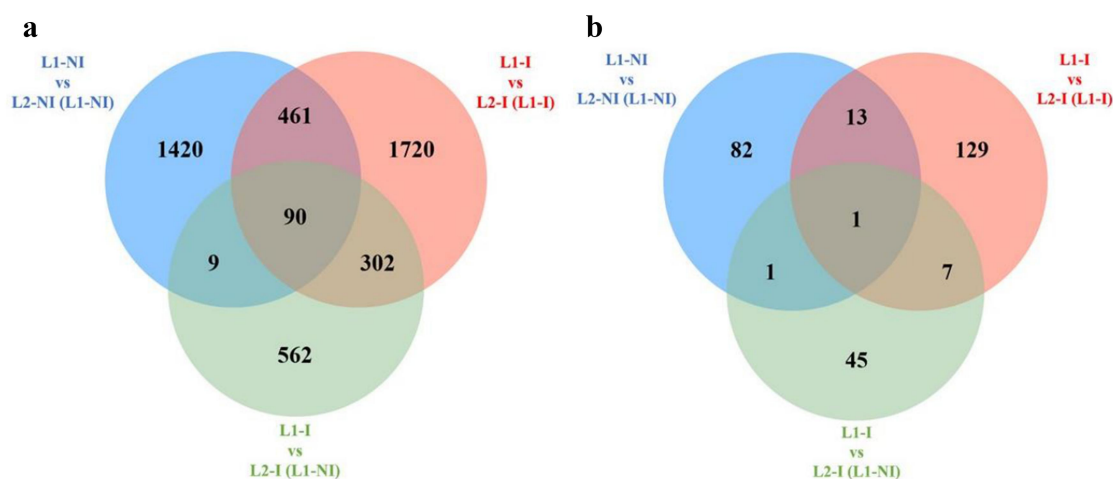 a
L1-NI
vs
L2-NI (L1-NI)
L1-I
vs
L2-I (L1-I)
461
1420
1720
90
9
302
562
L1-I
vs
L2-I (L1-NI)
b
L1-NI
vs
L2-NI (L1-NI)
L1-I
vs
L2-I (L1-I)
13
82
129
1
1
7
45
L1-I
vs
L2-I (L1-NI)